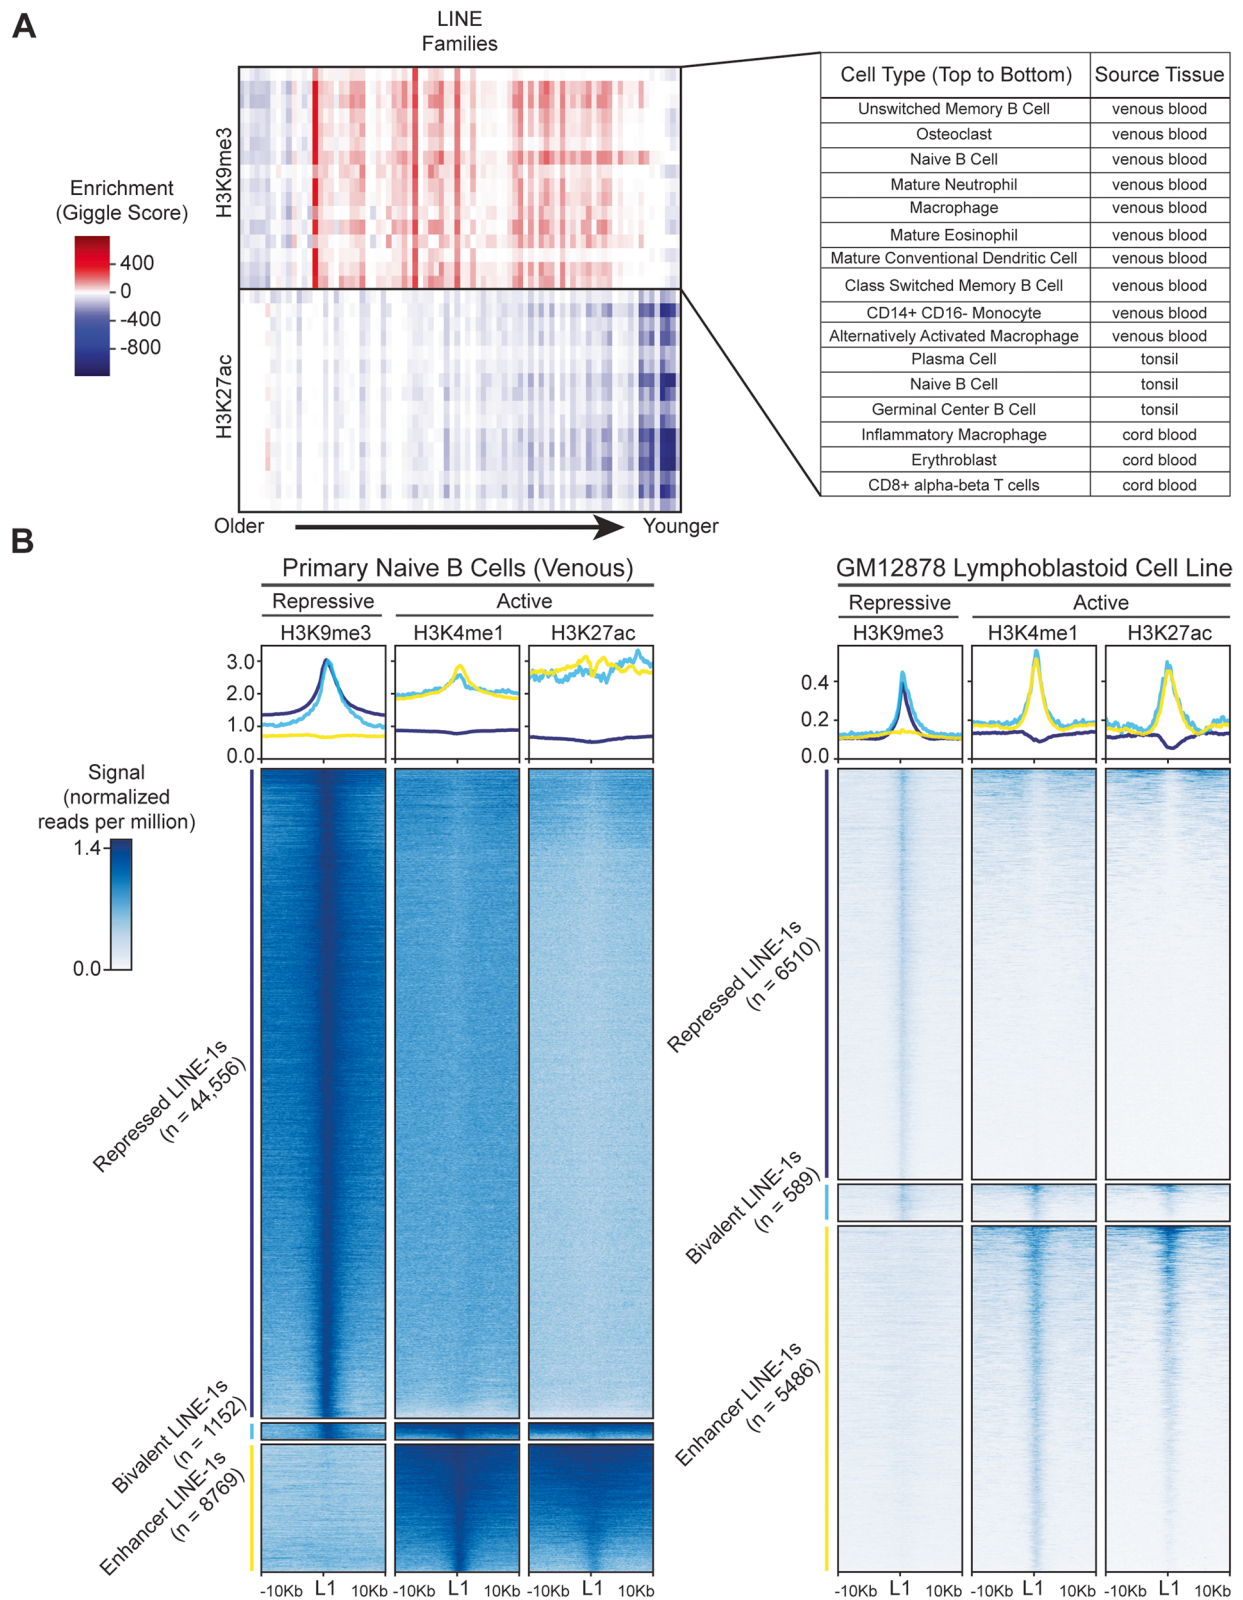 A
LINE
Families
H3K9me3
H3K27ac
Enrichment
(Giggle Score)
400
0
-400
-800
Older
Younger
Cell Type (Top to Bottom) Source Tissue
Unswitched Memory B Cell venous blood
Osteoclast venous blood
Naive B Cell venous blood
Mature Neutrophil venous blood
Macrophage venous blood
Mature Eosinophil venous blood
Mature Conventional Dendritic Cell venous blood
Class Switched Memory B Cell venous blood
CD14+ CD16- Monocyte venous blood
Alternatively Activated Macrophage venous blood
Plasma Cell tonsil
Naive B Cell tonsil
Germinal Center B Cell tonsil
Inflammatory Macrophage cord blood
Erythroblast cord blood
CD8+ alpha-beta T cells cord blood
B
Primary Naive B Cells (Venous)
Repressive Active
H3K9me3 H3K4me1 H3K27ac
3.0
2.0
1.0
0.0
Signal
(normalized
reads per million)
1.4
0.0
Repressed LINE-1s
(n = 44,556)
Bivalent LINE-1s
(n = 1152)
Enhancer LINE-1s
(n = 8769)
-10Kb L1 10Kb -10Kb L1 10Kb -10Kb L1 10Kb
GM12878 Lymphoblastoid Cell Line
Repressive Active
H3K9me3 H3K4me1 H3K27ac
0.4
0.2
0.0
Repressed LINE-1s
(n = 6510)
Bivalent LINE-1s
(n = 589)
Enhancer LINE-1s
(n = 5486)
-10Kb L1 10Kb -10Kb L1 10Kb -10Kb L1 10Kb